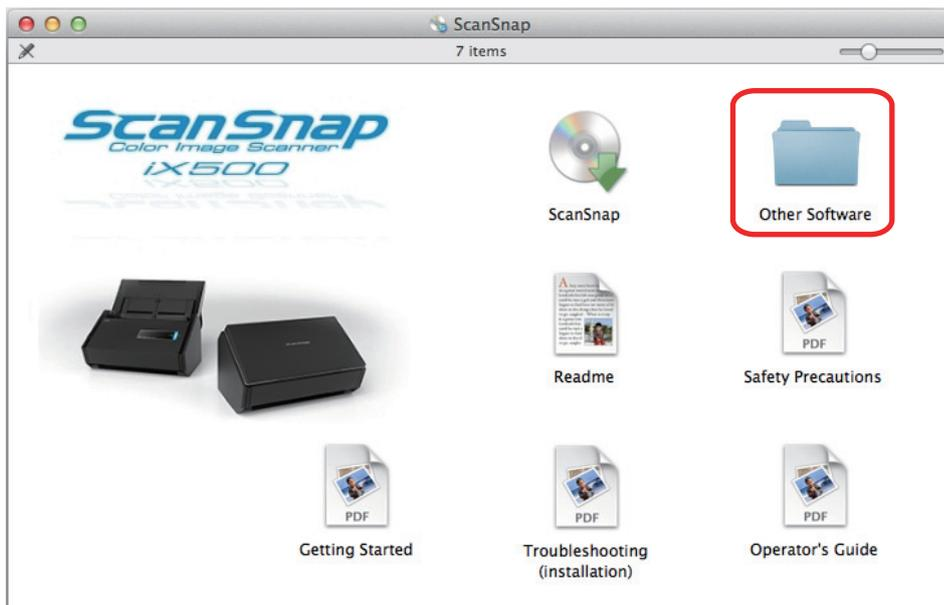 ScanSnap
7 items
ScanSnap
Color Image Scanner
iX500
ScanSnap
Other Software
Readme
PDF
Safety Precautions
PDF
Getting Started
PDF
Troubleshooting
(installation)
PDF
Operator's Guide